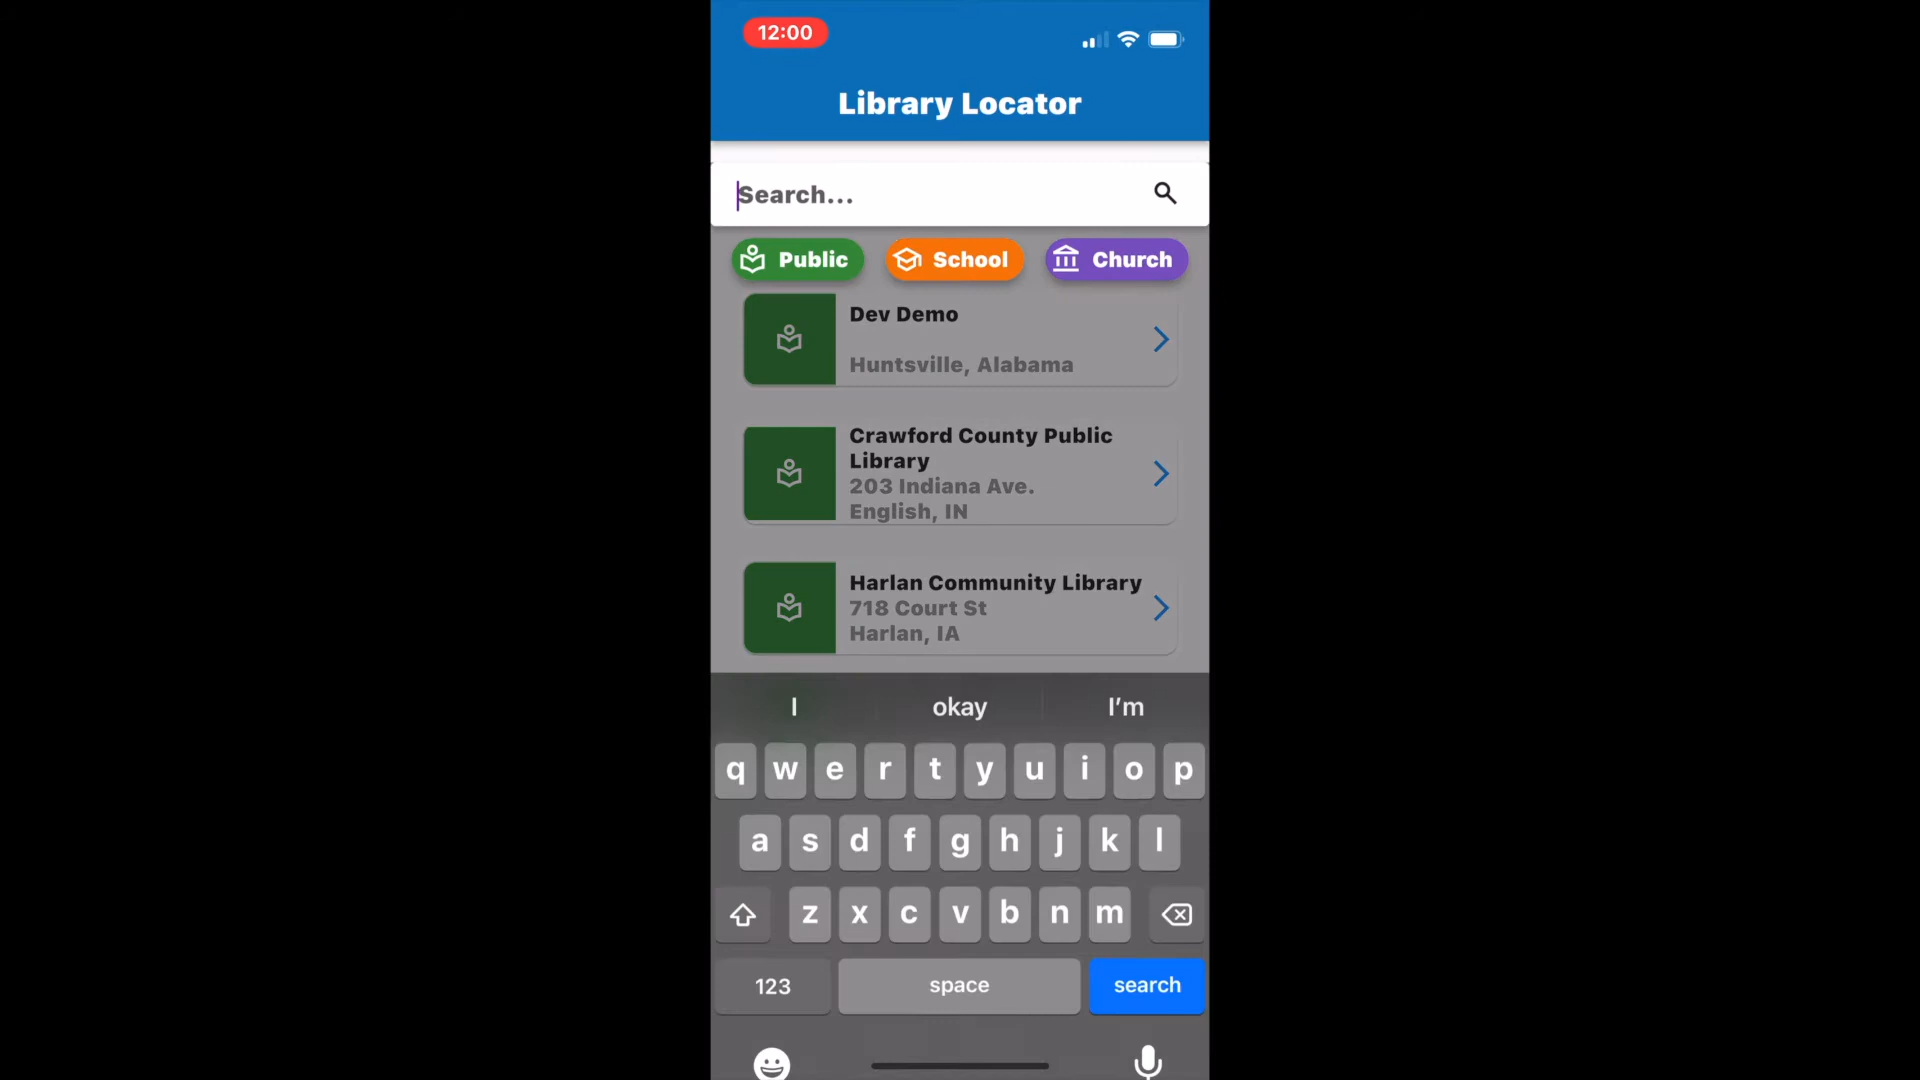 12:00
Library Locator
Search...
Public School Church
Dev Demo
Huntsville, Alabama
Crawford County Public
Library
203 Indiana Ave.
English, IN
Harlan Community Library
718 Court St
Harlan, IA
I okay I'm
q w e r t y u i o p
a s d f g h j k l
z x c v b n m
123 space search